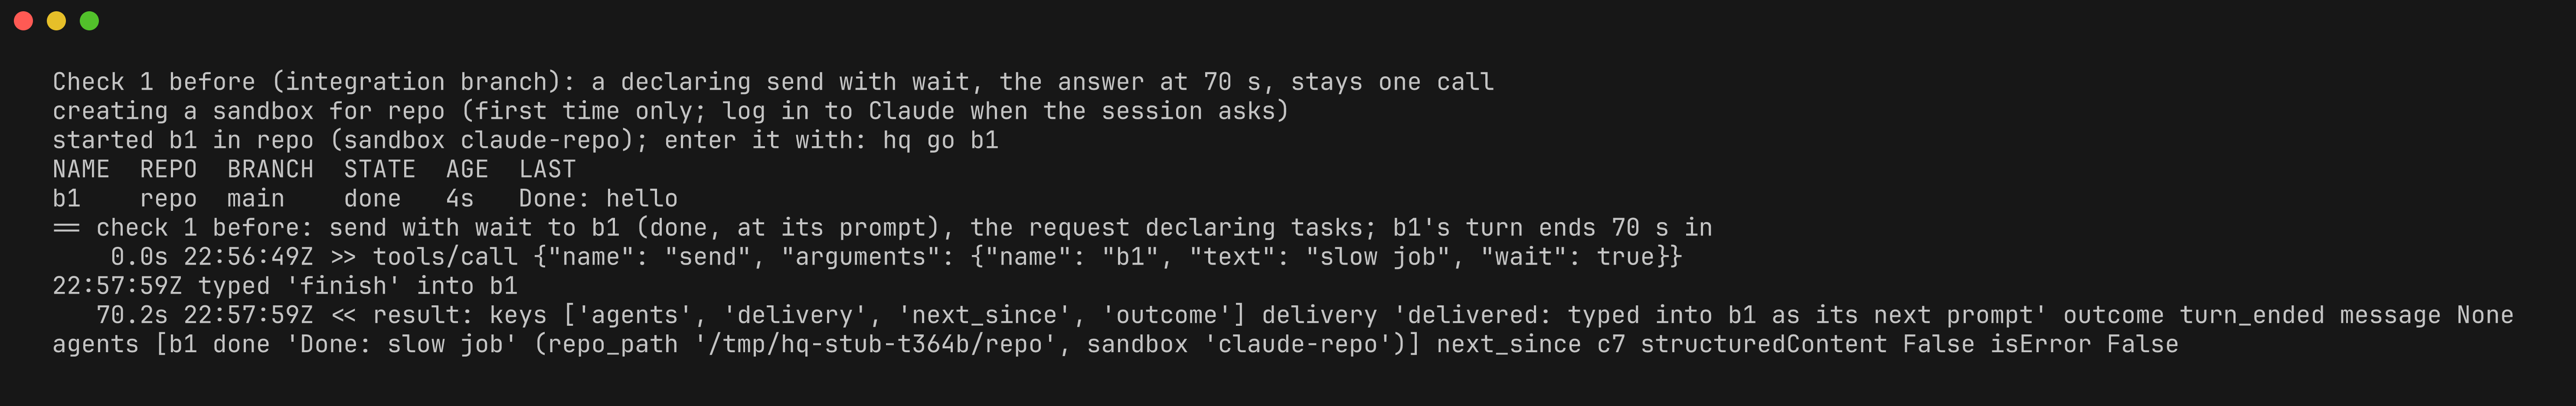 Check 1 before (integration branch): a declaring send with wait, the answer at 70 s, stays one call
creating a sandbox for repo (first time only; log in to Claude when the session asks)
started b1 in repo (sandbox claude-repo); enter it with: hq go b1
NAME  REPO  BRANCH  STATE  AGE  LAST
b1    repo  main    done   4s   Done: hello
== check 1 before: send with wait to b1 (done, at its prompt), the request declaring tasks; b1's turn ends 70 s in
    0.0s 22:56:49Z >> tools/call {"name": "send", "arguments": {"name": "b1", "text": "slow job", "wait": true}}
22:57:59Z typed 'finish' into b1
   70.2s 22:57:59Z << result: keys ['agents', 'delivery', 'next_since', 'outcome'] delivery 'delivered: typed into b1 as its next prompt' outcome turn_ended message None
agents [b1 done 'Done: slow job' (repo_path '/tmp/hq-stub-t364b/repo', sandbox 'claude-repo')] next_since c7 structuredContent False isError False